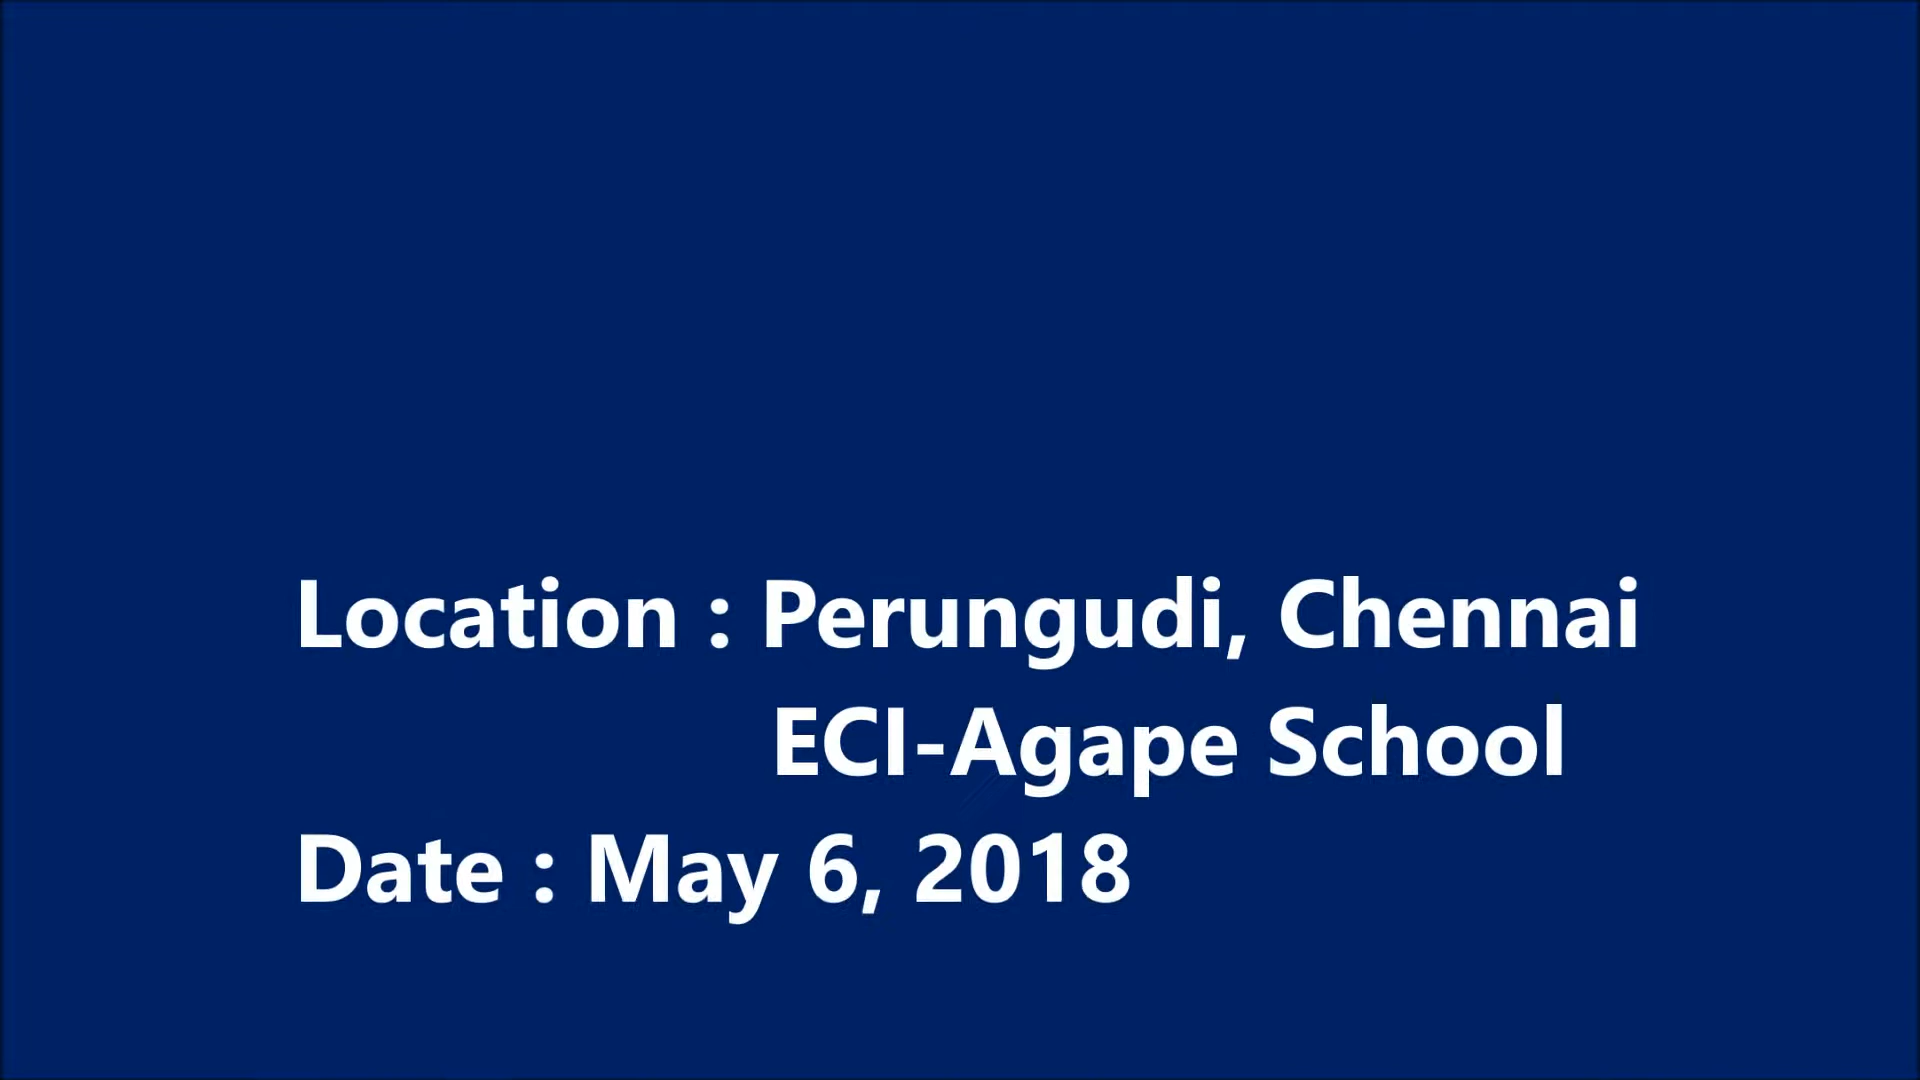 Location : Perungudi, Chennai
ECI-Agape School
Date : May 6, 2018